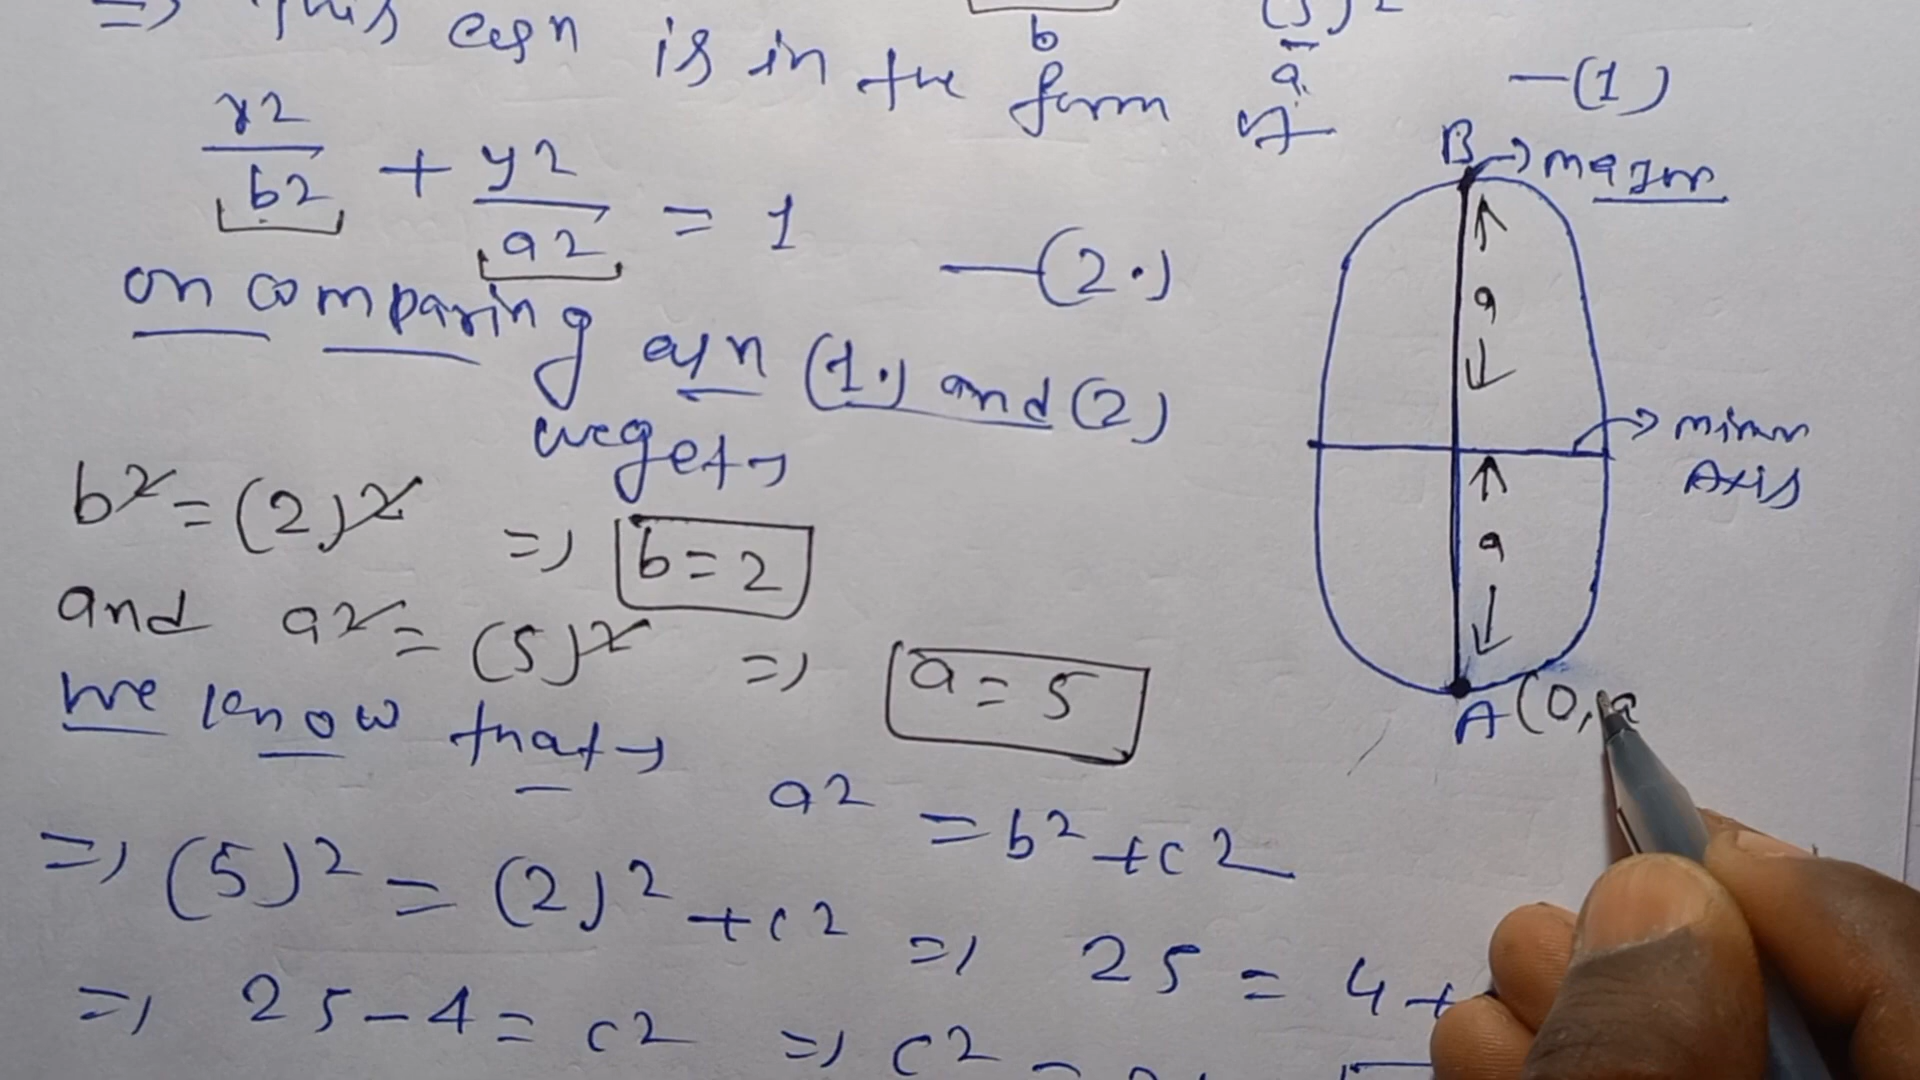 => This eqn is in the form of
b
(5)2
a
—(1)
x2/b2 + y2/a2 = 1 —(2.)
on comparing eqn (1.) and (2)
we get →
b2 = (2)2 => b = 2
and a2 = (5)2 => a = 5
we know that →
a2 = b2 + c2
=> (5)2 = (2)2 + c2 => 25 = 4 +
=> 25 - 4 = c2 => c2 =
B → major
a
→ minor
Axis
a
A (0, a